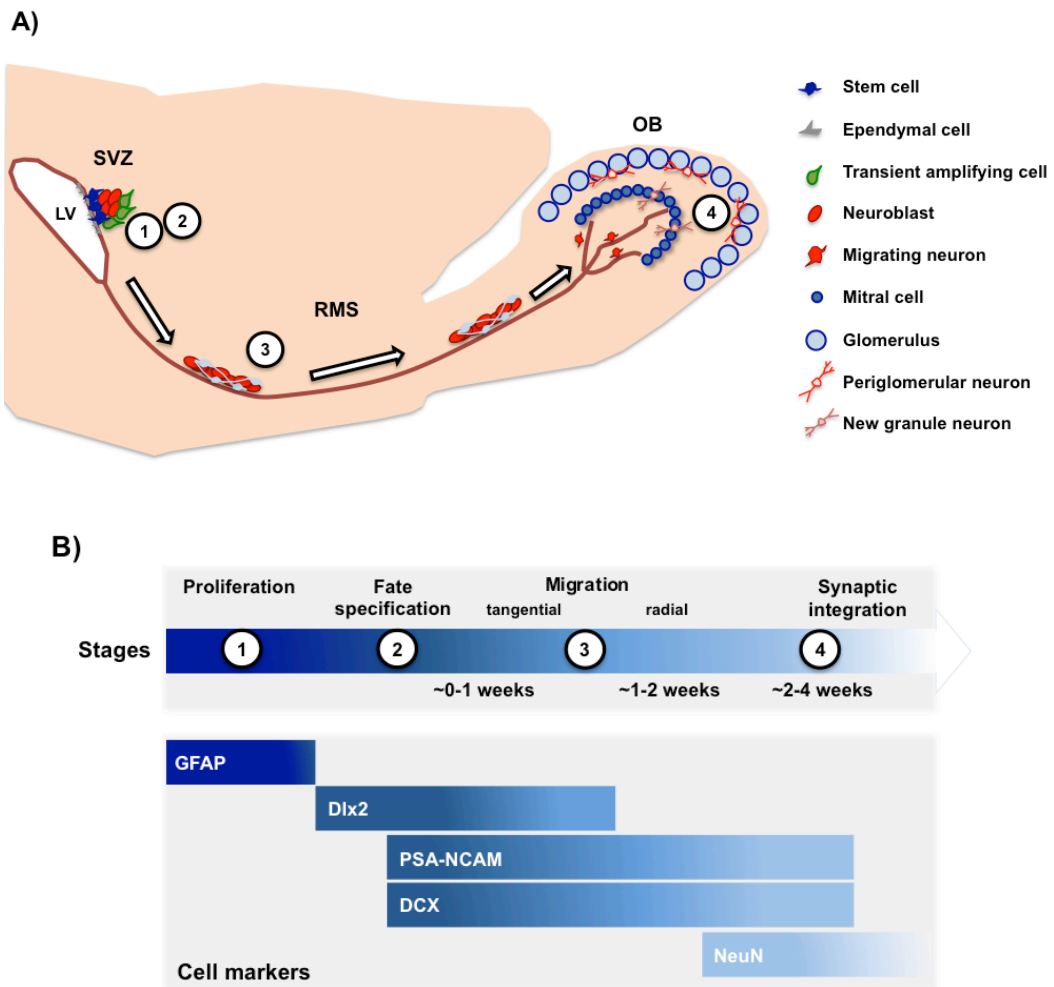 A)
SVZ
LV
1
2
RMS
3
OB
4
Stem cell
Ependymal cell
Transient amplifying cell
Neuroblast
Migrating neuron
Mitral cell
Glomerulus
Periglomerular neuron
New granule neuron
B)
Proliferation
Fate
specification
Migration
tangential
radial
Synaptic
integration
Stages
1
2
3
4
~0-1 weeks
~1-2 weeks
~2-4 weeks
GFAP
Dlx2
PSA-NCAM
DCX
NeuN
Cell markers